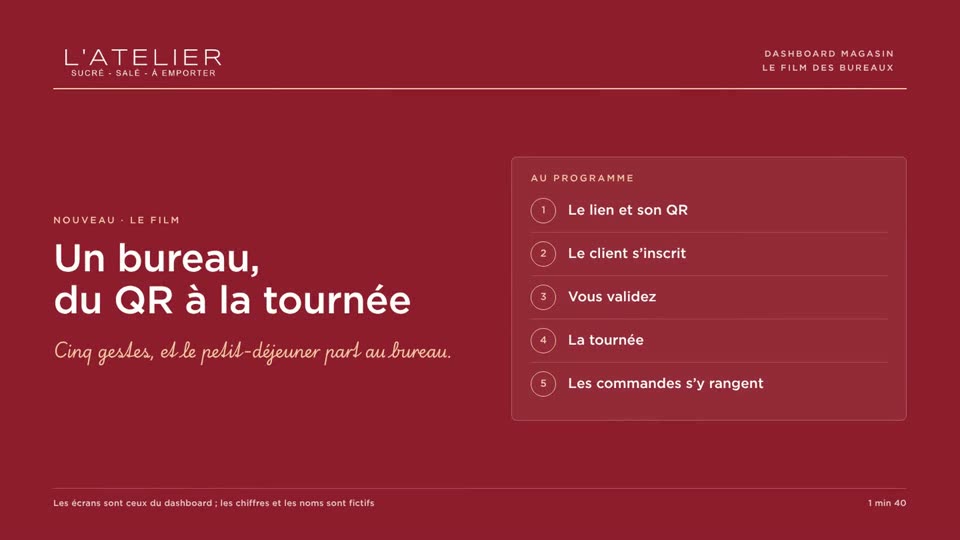 L'ATELIER
SUCRÉ - SALÉ - À EMPORTER
DASHBOARD MAGASIN
LE FILM DES BUREAUX
NOUVEAU · LE FILM
Un bureau,
du QR à la tournée
Cinq gestes, et le petit-déjeuner part au bureau.
AU PROGRAMME
1 Le lien et son QR
2 Le client s’inscrit
3 Vous validez
4 La tournée
5 Les commandes s’y rangent
Les écrans sont ceux du dashboard ; les chiffres et les noms sont fictifs
1 min 40